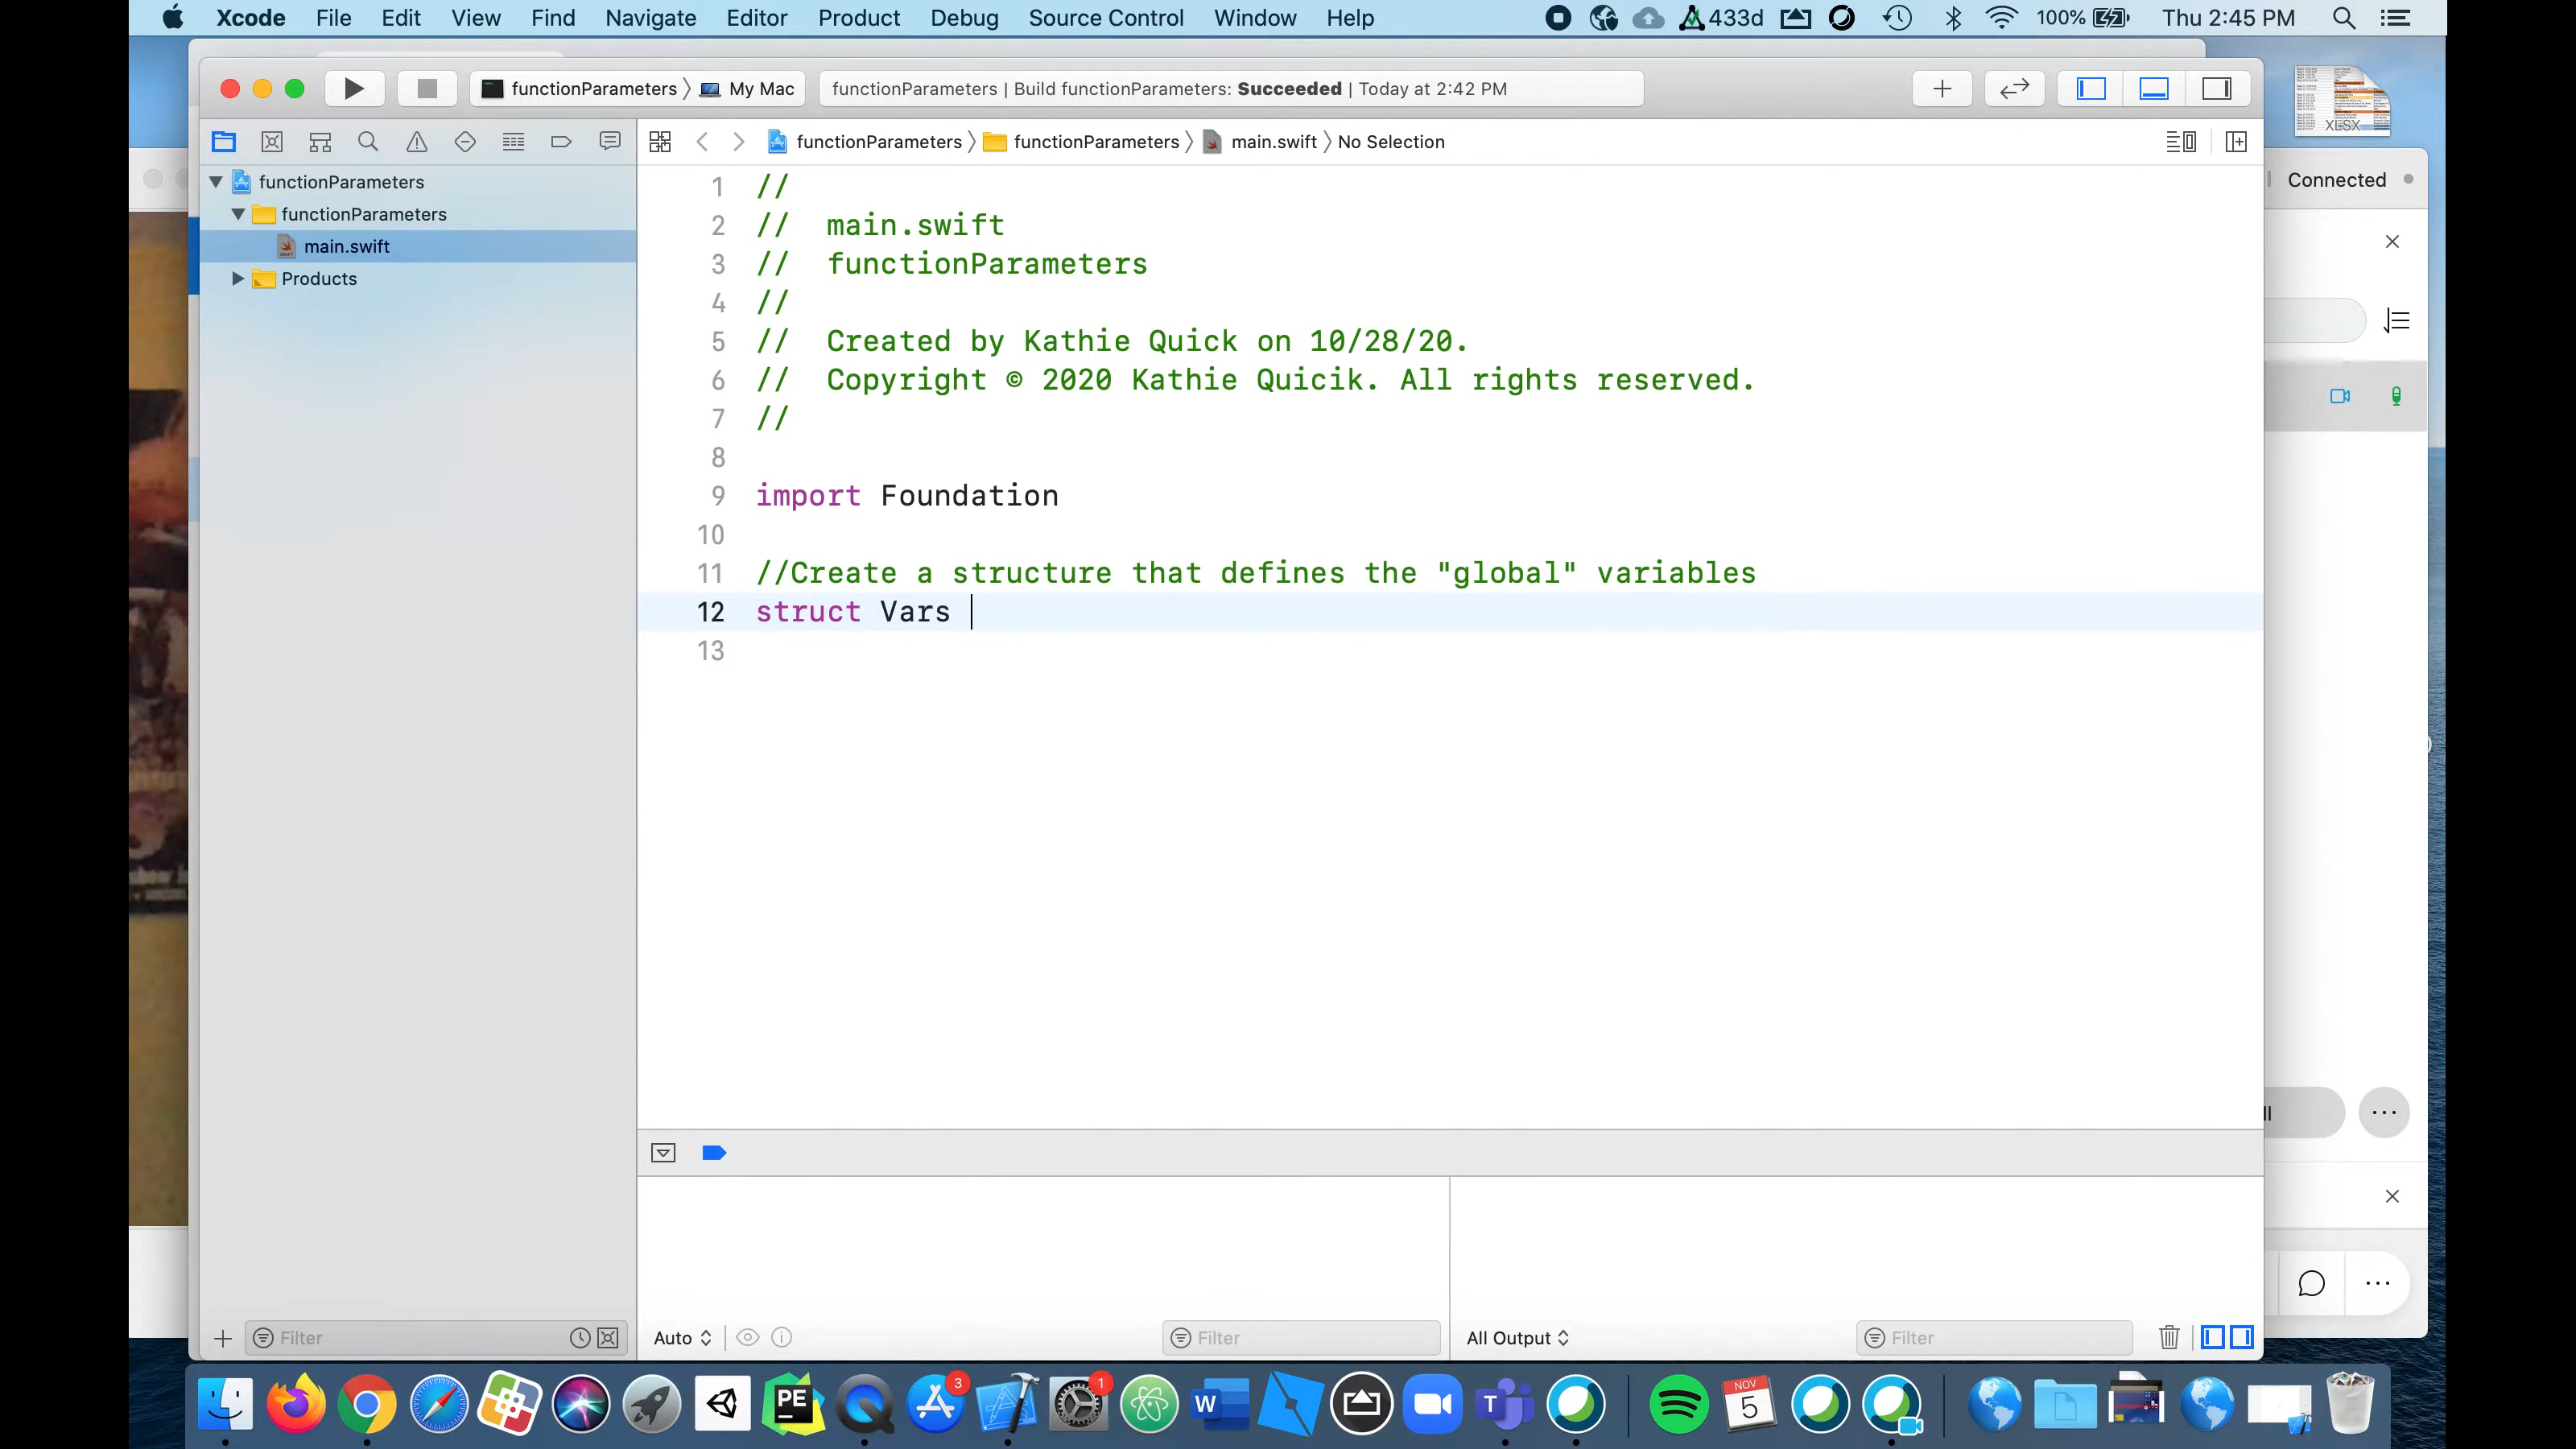 Xcode File Edit View Find Navigate Editor Product Debug Source Control Window Help 433d 100% Thu 2:45 PM
functionParameters My Mac functionParameters | Build functionParameters: Succeeded | Today at 2:42 PM
XLSX
functionParameters functionParameters main.swift No Selection
Connected
functionParameters
functionParameters
main.swift
Products
1 //
2 // main.swift
3 // functionParameters
4 //
5 // Created by Kathie Quick on 10/28/20.
6 // Copyright © 2020 Kathie Quicik. All rights reserved.
7 //
8
9 import Foundation
10
11 //Create a structure that defines the "global" variables
12 struct Vars
13
Filter Auto Filter All Output Filter
PE 3 1 W T NOV 5